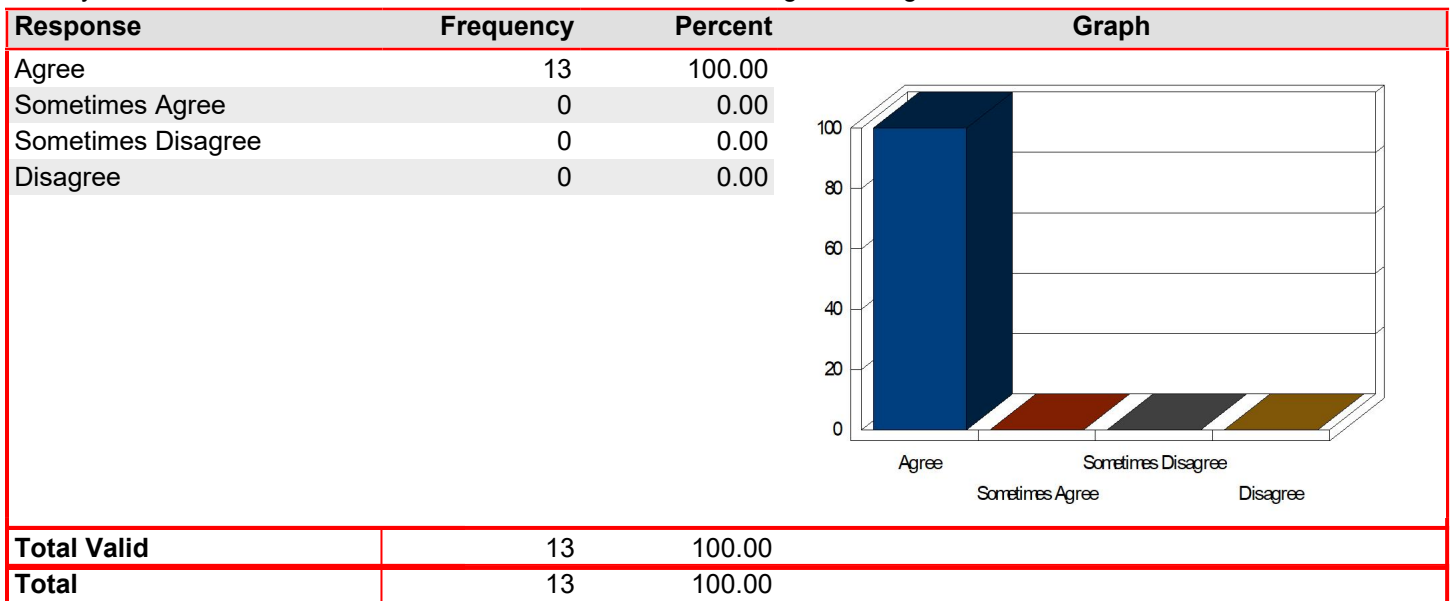 Response Frequency Percent Graph
Agree 13 100.00
Sometimes Agree 0 0.00
Sometimes Disagree 0 0.00
Disagree 0 0.00
100
80
60
40
20
0
Agree Sometimes Disagree
Sometimes Agree Disagree
Total Valid 13 100.00
Total 13 100.00